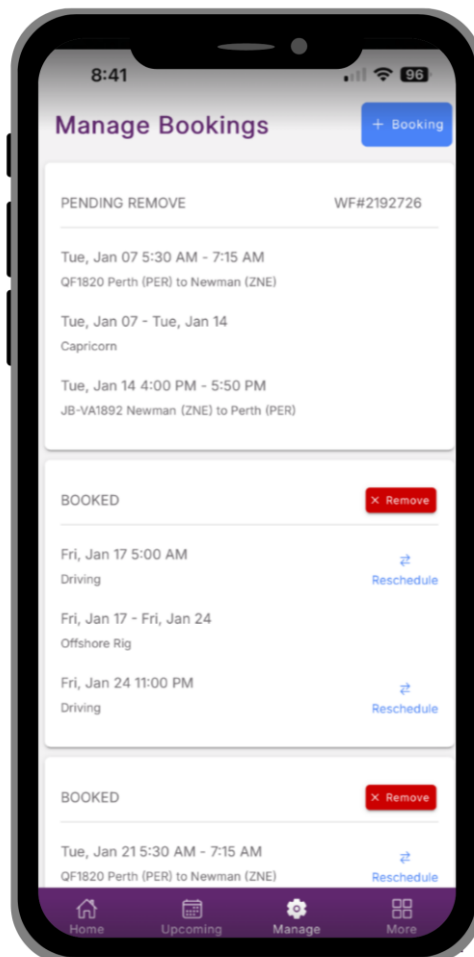 8:41
96
Manage Bookings
+ Booking
PENDING REMOVE WF#2192726
Tue, Jan 07 5:30 AM - 7:15 AM
QF1820 Perth (PER) to Newman (ZNE)
Tue, Jan 07 - Tue, Jan 14
Capricorn
Tue, Jan 14 4:00 PM - 5:50 PM
JB-VA1892 Newman (ZNE) to Perth (PER)
BOOKED × Remove
Fri, Jan 17 5:00 AM
Driving Reschedule
Fri, Jan 17 - Fri, Jan 24
Offshore Rig
Fri, Jan 24 11:00 PM
Driving Reschedule
BOOKED × Remove
Tue, Jan 21 5:30 AM - 7:15 AM
QF1820 Perth (PER) to Newman (ZNE) Reschedule
Home Upcoming Manage More